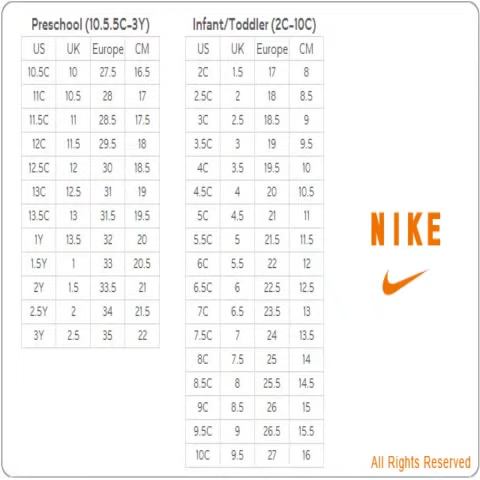 Preschool (10.5.5C-3Y)
US UK Europe CM
10.5C 10 27.5 16.5
11C 10.5 28 17
11.5C 11 28.5 17.5
12C 11.5 29.5 18
12.5C 12 30 18.5
13C 12.5 31 19
13.5C 13 31.5 19.5
1Y 13.5 32 20
1.5Y 1 33 20.5
2Y 1.5 33.5 21
2.5Y 2 34 21.5
3Y 2.5 35 22
Infant/Toddler (2C-10C)
US UK Europe CM
2C 1.5 17 8
2.5C 2 18 8.5
3C 2.5 18.5 9
3.5C 3 19 9.5
4C 3.5 19.5 10
4.5C 4 20 10.5
5C 4.5 21 11
5.5C 5 21.5 11.5
6C 5.5 22 12
6.5C 6 22.5 12.5
7C 6.5 23.5 13
7.5C 7 24 13.5
8C 7.5 25 14
8.5C 8 25.5 14.5
9C 8.5 26 15
9.5C 9 26.5 15.5
10C 9.5 27 16
NIKE
All Rights Reserved